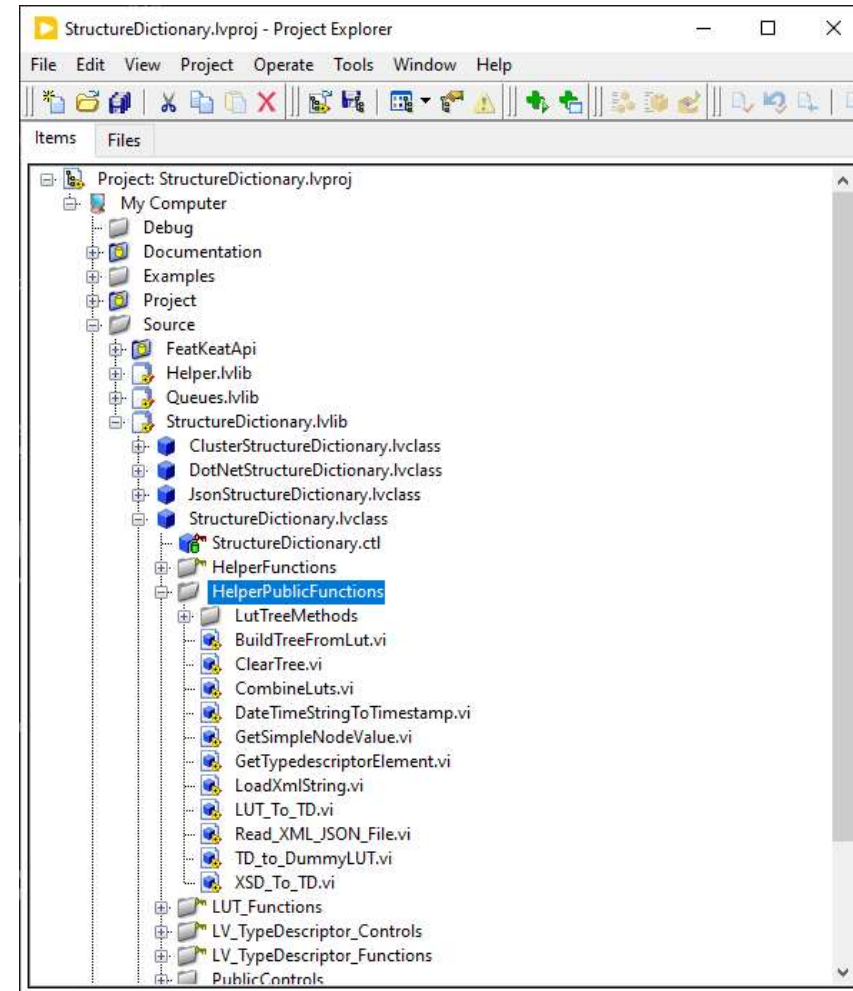 StructureDictionary.lvproj - Project Explorer
File Edit View Project Operate Tools Window Help
Items Files
Project: StructureDictionary.lvproj
My Computer
Debug
Documentation
Examples
Project
Source
FeatKeatApi
Helper.lvlib
Queues.lvlib
StructureDictionary.lvlib
ClusterStructureDictionary.lvclass
DotNetStructureDictionary.lvclass
JsonStructureDictionary.lvclass
StructureDictionary.lvclass
StructureDictionary.ctl
HelperFunctions
HelperPublicFunctions
LutTreeMethods
BuildTreeFromLut.vi
ClearTree.vi
CombineLuts.vi
DateTimeStringToTimestamp.vi
GetSimpleNodeValue.vi
GetTypedescriptorElement.vi
LoadXmlString.vi
LUT_To_TD.vi
Read_XML_JSON_File.vi
TD_to_DummyLUT.vi
XSD_To_TD.vi
LUT_Functions
LV_TypeDescriptor_Controls
LV_TypeDescriptor_Functions
PublicControls